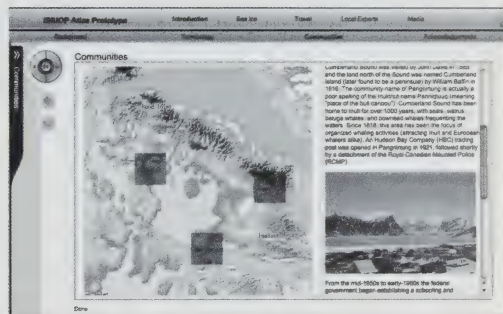 ISIUOP Atlas Prototype
Introduction
Sea Ice
Travel
Local Experts
Media
Background
Communities
Communities
Communities
Cumberland Sound was visited by John Davis in 1585
and the land north of the Sound was named Cumberland
Island (later found to be a peninsula) by William Baffin in
1616. The community name of Pangnirtung is actually a
poor spelling of the Inuktitut name Panniqtuuq (meaning
"place of the bull caribou"). Cumberland Sound has been
home to Inuit for over 1000 years, with seals, walrus,
beluga whales, and bowhead whales frequenting the
waters. Since 1818, this area has been the focus of
organized whaling activities (attracting Inuit and European
whalers alike). An Hudson Bay Company (HBC) trading
post was opened in Pangnirtung in 1921, followed shortly
by a detachment of the Royal Canadian Mounted Police
(RCMP).
From the mid-1950s to early-1960s the federal
government began establishing a schooling and